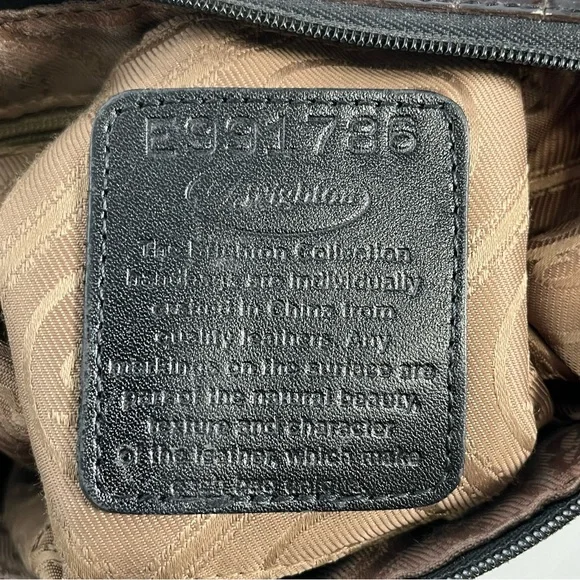 E991786
Brighton
The Brighton Collection
handbags are individually
crafted in China from
quality leathers. Any
markings on the surface are
part of the natural beauty,
texture and character
of the leather, which make
each bag unique.